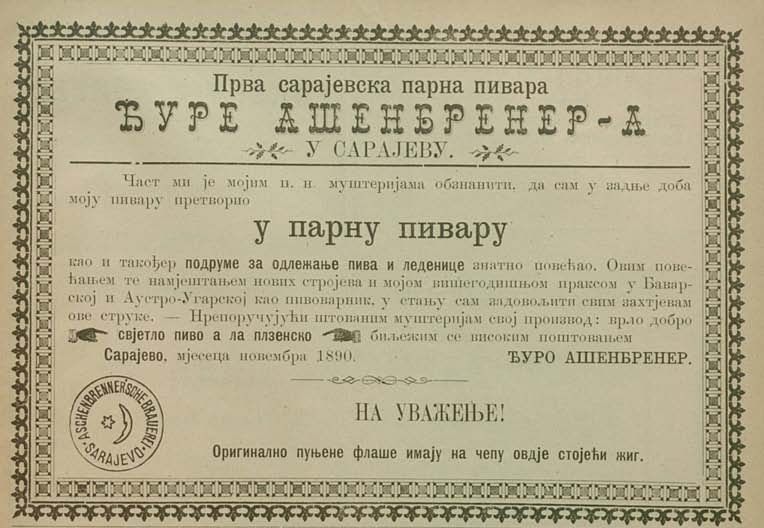 Прва сарајевска парна пивара
ЂУРЕ АШЕНБРЕНЕР-А
У САРАЈЕВУ.
Част ми је мојим п. н. муштеријама обзнанити, да сам у задње доба
моју пивару претворио
у парну пивару
као и такођер подруме за одлежање пива и леденице знатно повећао. Овим пове-
ћањем те намјештањем нових стројева и мојом вишегодишњом праксом у Бавар-
ској и Аустро-Угарској као пивоварник, у стању сам задовољити свим захтјевам
ове струке. — Препоручујући штованим муштеријам свој производ: врло добро
свјетло пиво а ла плзенско биљежим се високим поштовањем
Сарајево, мјесеца новембра 1890. ЂУРО АШЕНБРЕНЕР.
НА УВАЖЕЊЕ!
ASCHENBRENNER'SCHE BRAUEREI
SARAJEVO
Оригинално пуњене флаше имају на чепу овдје стојећи жиг.